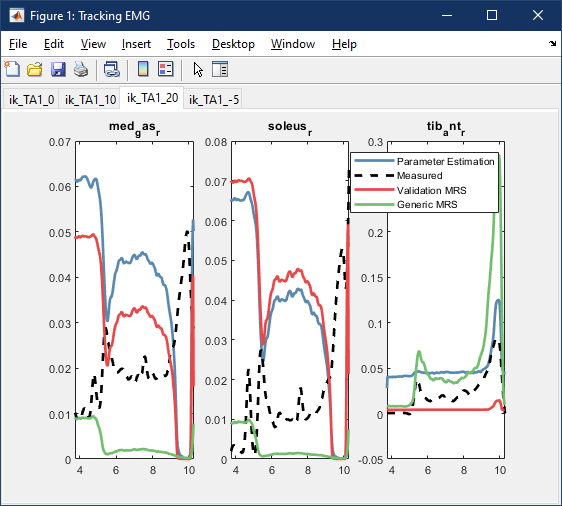 Figure 1: Tracking EMG
File Edit View Insert Tools Desktop Window Help
ik_TA1_0 ik_TA1_10 ik_TA1_20 ik_TA1_-5
med_gas_r soleus_r tib_ant_r
Parameter Estimation
Measured
Validation MRS
Generic MRS
0.07
0.06
0.05
0.04
0.03
0.02
0.01
0
4 6 8 10
0.08
0.07
0.06
0.05
0.04
0.03
0.02
0.01
0
4 6 8 10
0.3
0.2
0.15
0.1
0.05
0
-0.05
4 6 8 10